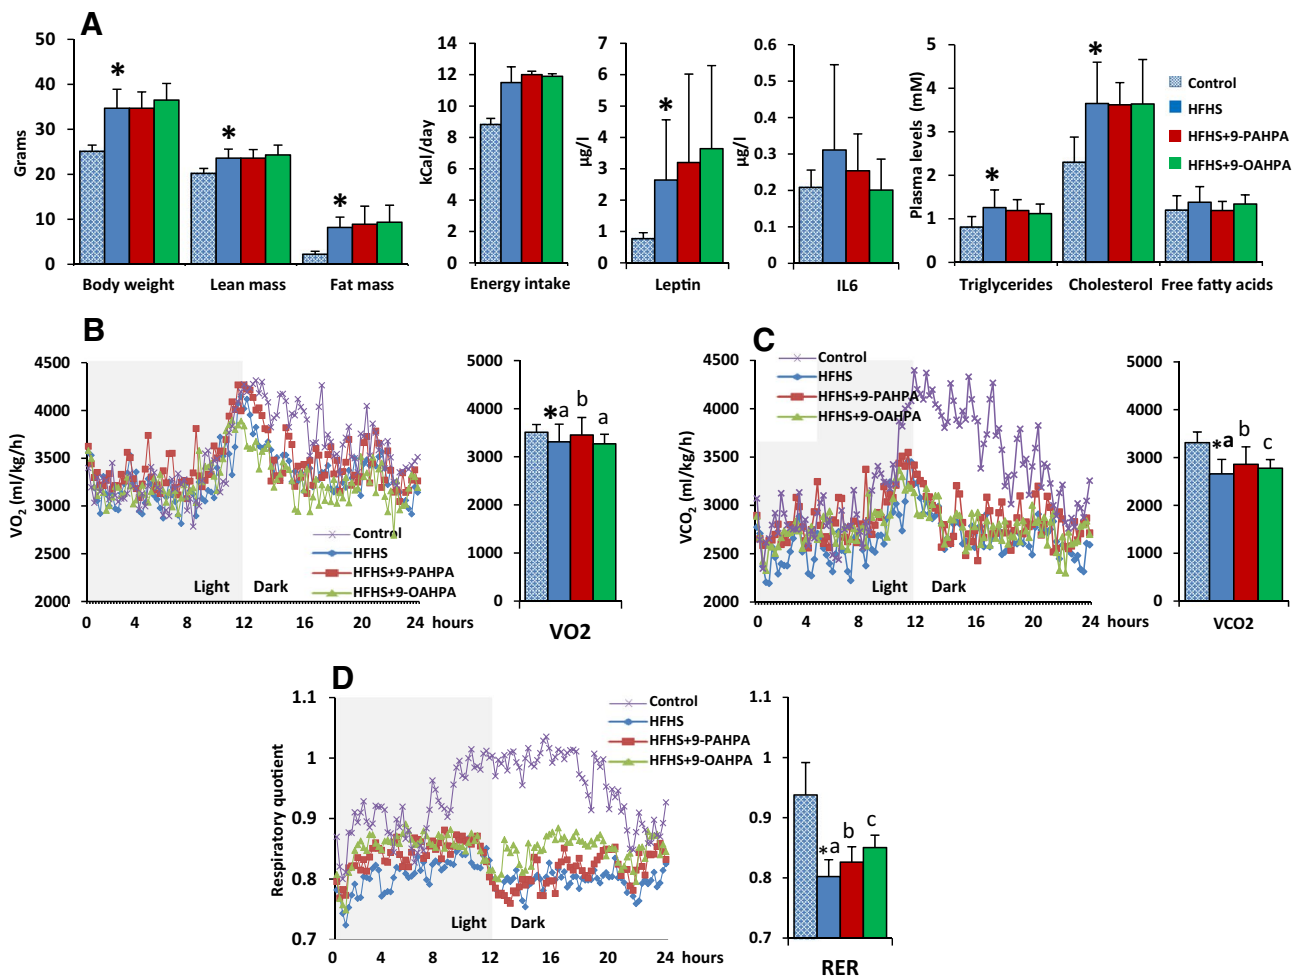 A
50
40
30
20
10
0
Grams
*
*
*
Body weight
Lean mass
Fat mass
14
12
10
8
6
4
2
0
kCal/day
Energy intake
7
6
5
4
3
2
1
0
µg/l
*
Leptin
0.6
0.5
0.4
0.3
0.2
0.1
0
µg/l
IL6
5
4
3
2
1
0
Plasma levels (mM)
*
*
Triglycerides
Cholesterol
Free fatty acids
Control
HFHS
HFHS+9-PAHPA
HFHS+9-OAHPA
B
4500
4000
3500
3000
2500
2000
VO2 (ml/kg/h)
Control
HFHS
HFHS+9-PAHPA
HFHS+9-OAHPA
Light
Dark
0 4 8 12 16 20 24 hours
5000
4000
3000
2000
1000
0
*a
b
a
VO2
C
4500
4000
3500
3000
2500
2000
VCO2 (ml/kg/h)
Control
HFHS
HFHS+9-PAHPA
HFHS+9-OAHPA
Light
Dark
0 4 8 12 16 20 24 hours
5000
4000
3000
2000
1000
0
*a
b
c
VCO2
D
1.1
1
0.9
0.8
0.7
Respiratory quotient
Control
HFHS
HFHS+9-PAHPA
HFHS+9-OAHPA
Light
Dark
0 4 8 12 16 20 24 hours
1.1
1
0.9
0.8
0.7
*a
b
c
RER